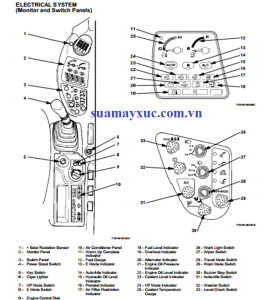 ELECTRICAL SYSTEM
(Monitor and Switch Panels)
suamayxuc.com.vn
1 - • Solar Radiation Sensor
2 - Monitor Panel
3 - Switch Panel
4 - Power Boost Switch
5 - Key Switch
6 - Cigar Lighter
7 - HP Mode Switch
8 - E Mode Switch
9 - Engine Control Dial
10 - Air Conditioner Panel
11 - Warm Up Complete
Indicator
12 - Fuel Gauge
13 - E Mode Indicator
14 - Auto-Idle Indicator
15 - Hydraulic Oil Level
Indicator
16 - Preheat Indicator
17 - Air Filter Restriction
Indicator
18 - Fuel Level Indicator
19 - Overheat Indicator
20 - Alternator Indicator
21 - Engine Oil Pressure
Indicator
22 - Engine Oil Level Indicator
23 - Coolant Level Indicator
24 - HP Mode Indicator
25 - Coolant Temperature
Gauge
26 - Work Light Switch
27 - Wiper Switch
28 - Travel Mode Switch
29 - Work Mode Switch
30 - Buzzer Stop Switch
31 - Auto-Idle Switch
32 - Washer Switch
33 - Level Check Switch